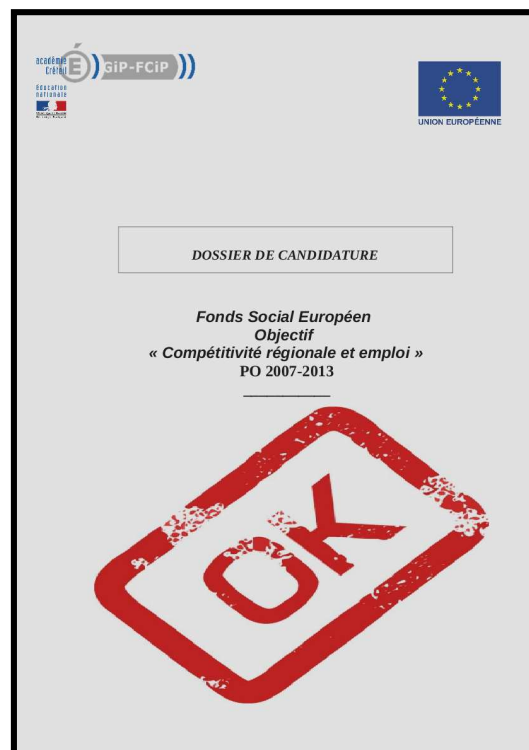 académie
Créteil
É
GiP-FCiP
éducation
nationale
UNION EUROPÉENNE
DOSSIER DE CANDIDATURE
Fonds Social Européen
Objectif
« Compétitivité régionale et emploi »
PO 2007-2013
OK